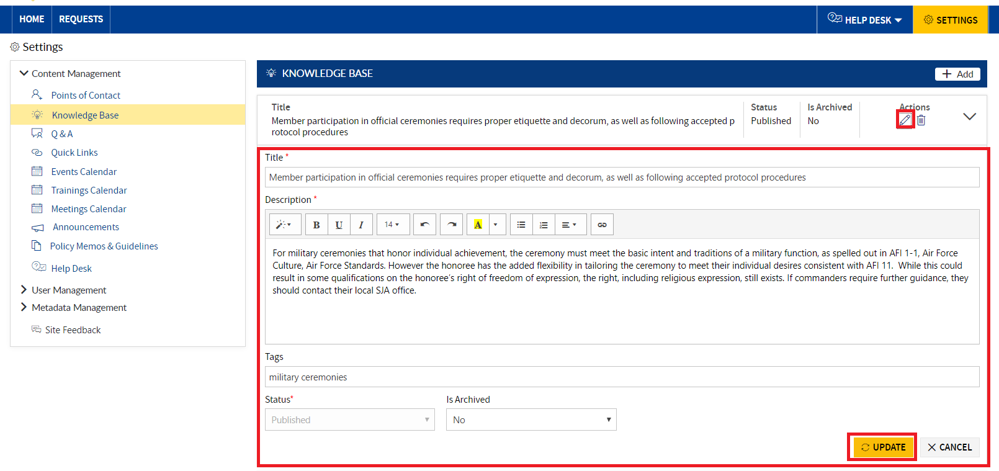 HOME REQUESTS HELP DESK SETTINGS
Settings
Content Management
Points of Contact
Knowledge Base
Q & A
Quick Links
Events Calendar
Trainings Calendar
Meetings Calendar
Announcements
Policy Memos & Guidelines
Help Desk
User Management
Metadata Management
Site Feedback
KNOWLEDGE BASE
Add
Title Status Is Archived Actions
Member participation in official ceremonies requires proper etiquette and decorum, as well as following accepted p Published No
rotocol procedures
Title *
Member participation in official ceremonies requires proper etiquette and decorum, as well as following accepted protocol procedures
Description *
B U I 14 A
For military ceremonies that honor individual achievement, the ceremony must meet the basic intent and traditions of a military function, as spelled out in AFI 1-1, Air Force
Culture, Air Force Standards. However the honoree has the added flexibility in tailoring the ceremony to meet their individual desires consistent with AFI 11.  While this could
result in some qualifications on the honoree's right of freedom of expression, the right, including religious expression, still exists. If commanders require further guidance, they
should contact their local SJA office.
Tags
military ceremonies
Status* Is Archived
Published No
UPDATE CANCEL